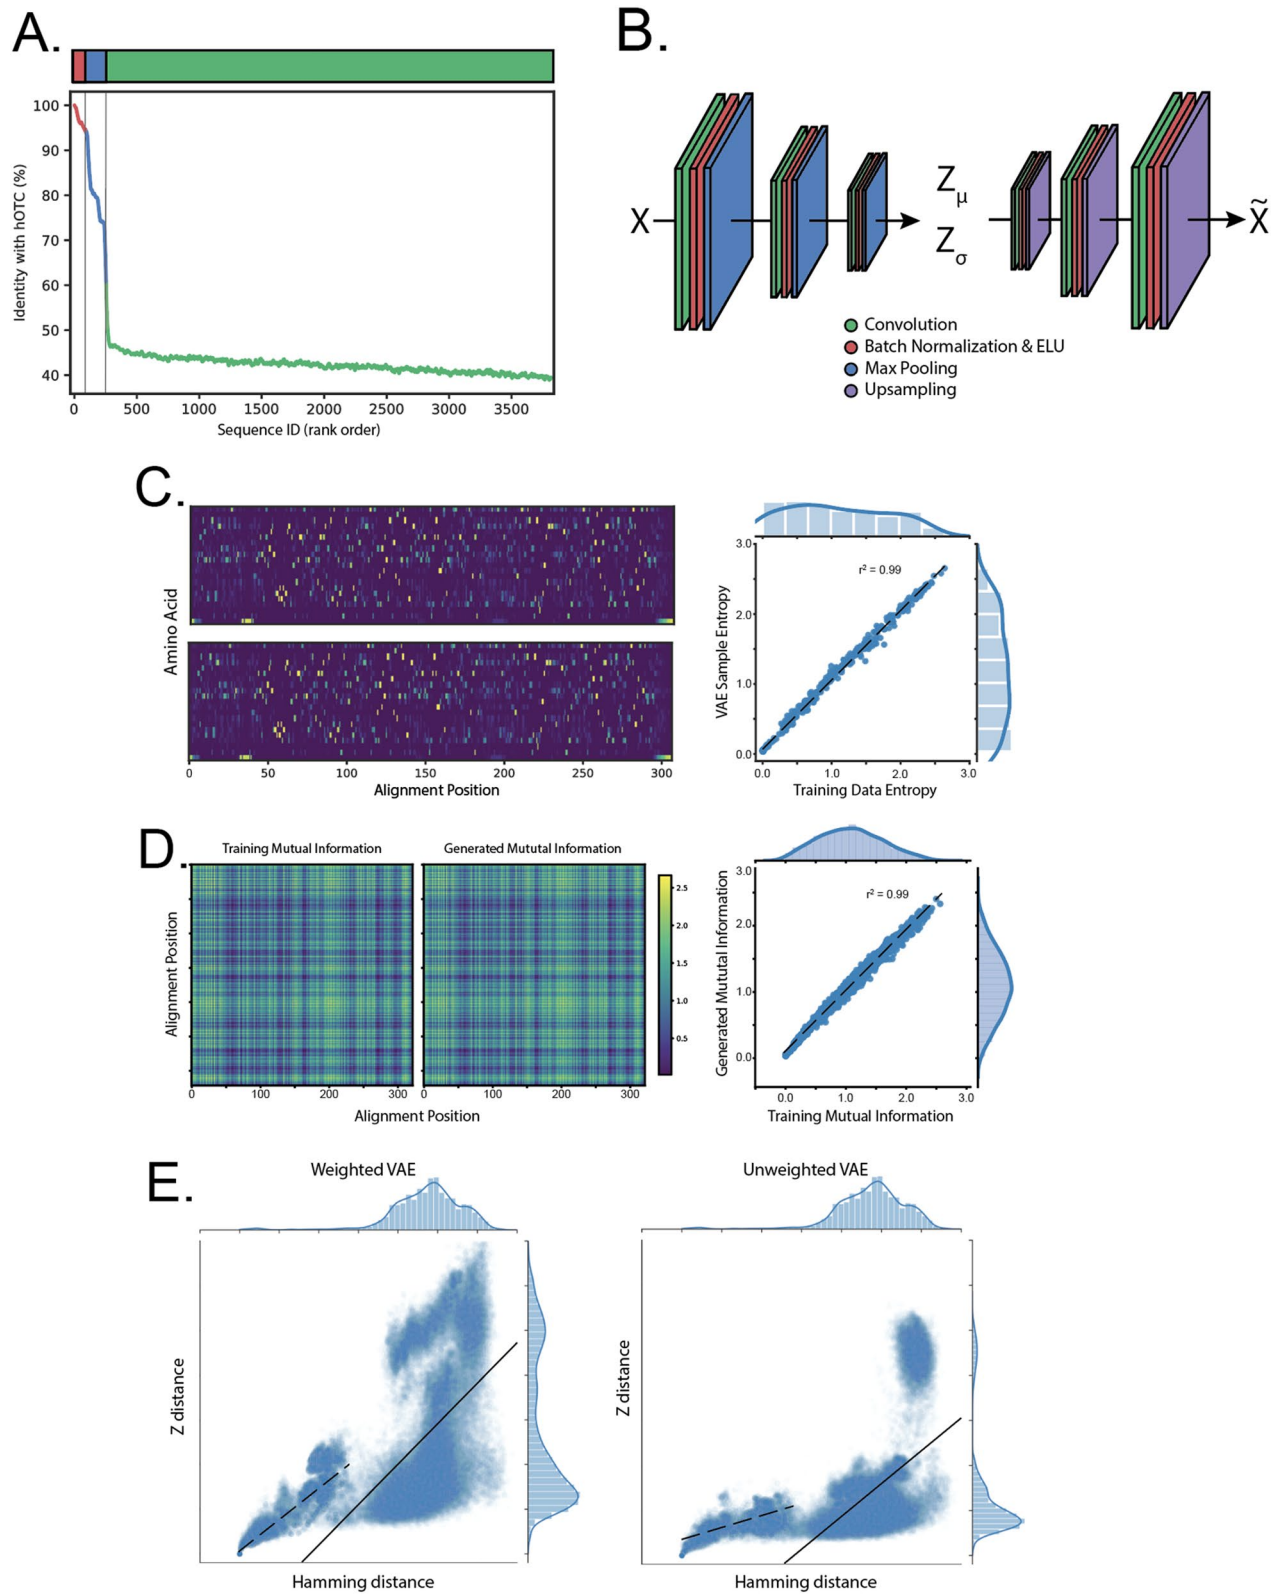 A.
100
90
80
70
60
50
40
Identity with hOTC (%)
0 500 1000 1500 2000 2500 3000 3500
Sequence ID (rank order)
B.
X
Zμ
Zσ
X̃
Convolution
Batch Normalization & ELU
Max Pooling
Upsampling
C.
Amino Acid
0 50 100 150 200 250 300
Alignment Position
3.0
2.0
1.0
0.0
VAE Sample Entropy
r² = 0.99
0.0 1.0 2.0 3.0
Training Data Entropy
D.
Training Mutual Information
Generated Mututal Information
Alignment Position
0 100 200 300
0 100 200 300
Alignment Position
2.5
2.0
1.5
1.0
0.5
3.0
2.0
1.0
0.0
Generated Mutual Information
r² = 0.99
0.0 1.0 2.0 3.0
Training Mutual Information
E.
Weighted VAE
Z distance
Hamming distance
Unweighted VAE
Z distance
Hamming distance